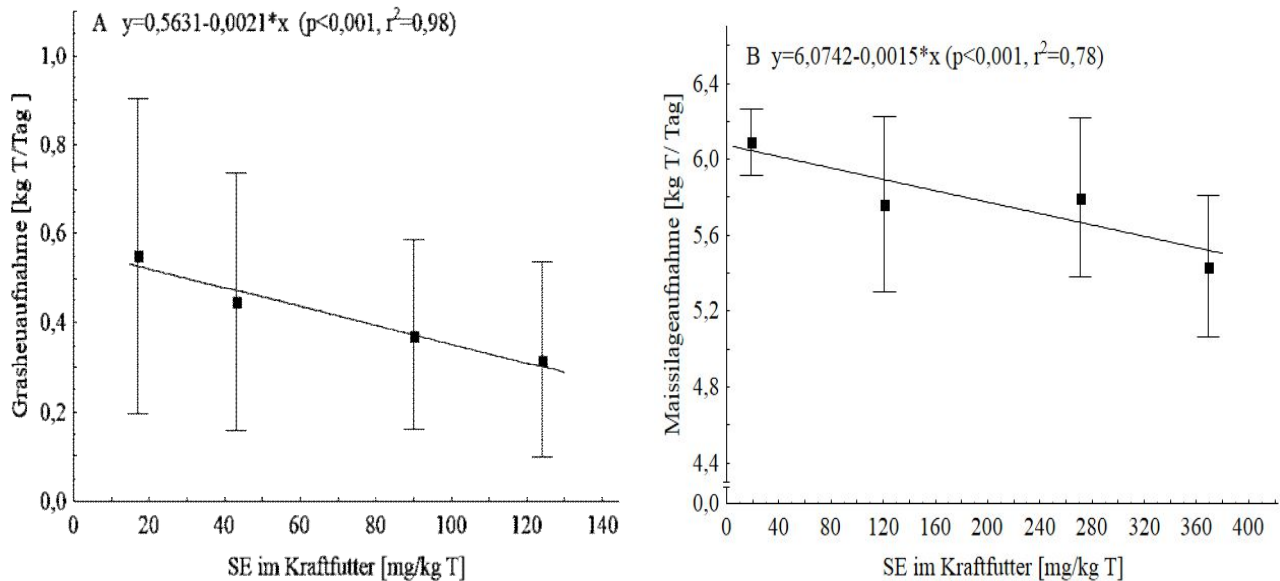 A y=0,5631-0,0021*x (p<0,001, r²=0,98)
Grasheuaufnahme [kg T/Tag ]
1,0
0,8
0,6
0,4
0,2
0,0
0 20 40 60 80 100 120 140
SE im Kraftfutter [mg/kg T]
B y=6,0742-0,0015*x (p<0,001, r²=0,78)
Maissilageaufnahme [kg T/ Tag]
6,4
6,0
5,6
5,2
4,8
4,4
0,0
0 40 80 120 160 200 240 280 320 360 400
SE im Kraftfutter [mg/kg T]